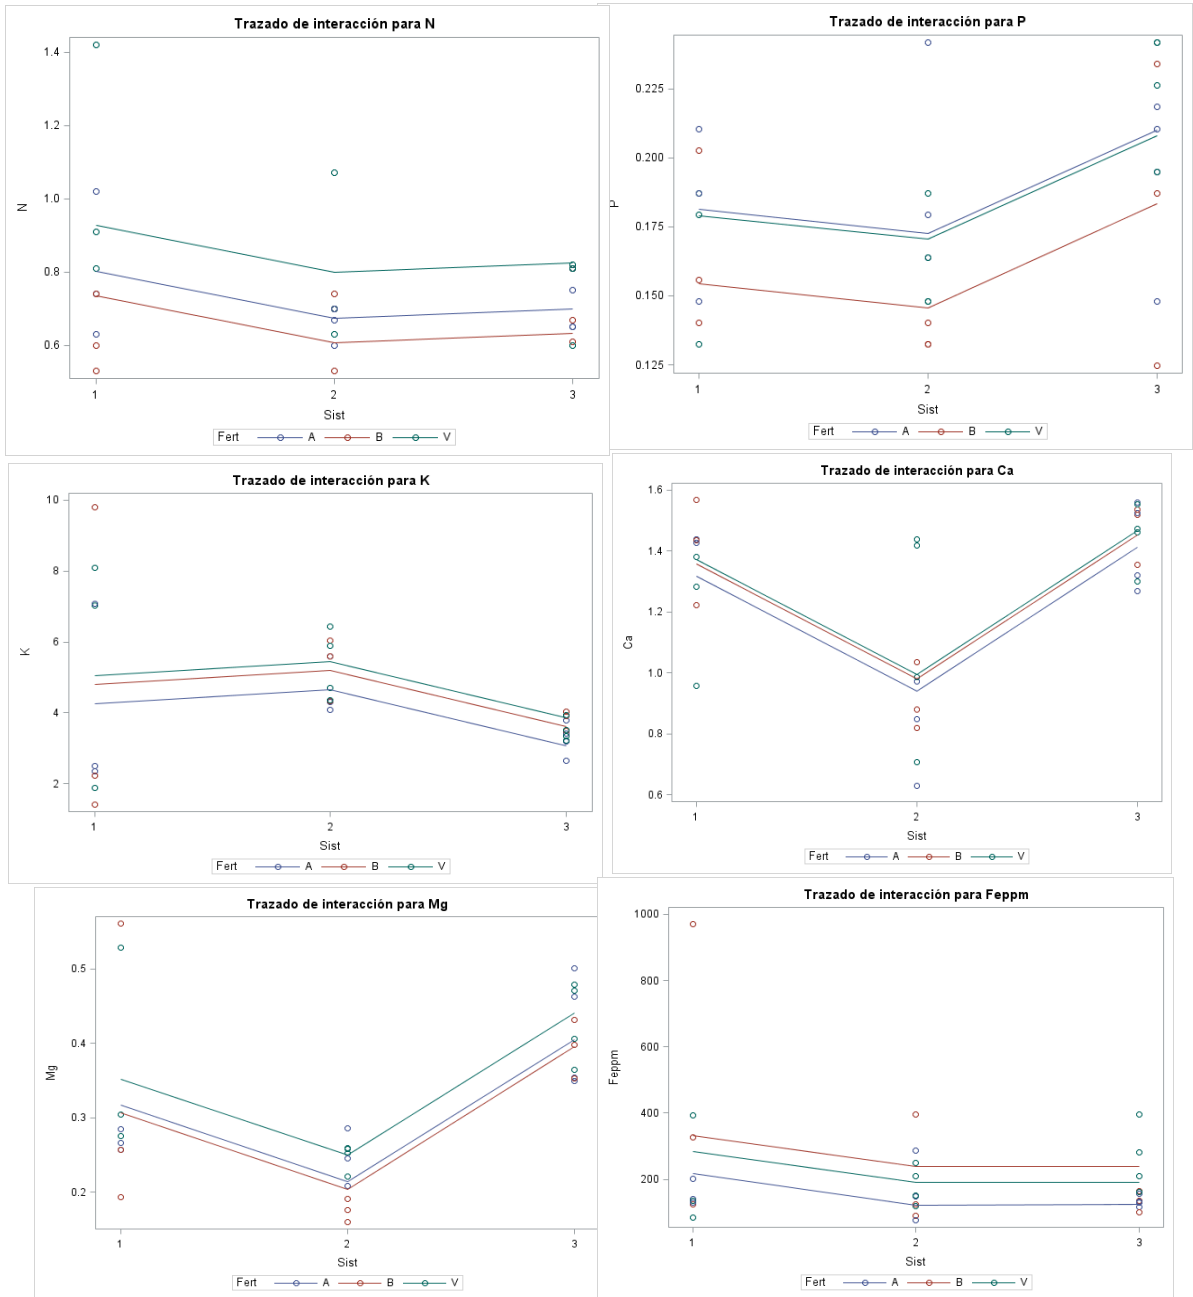 Trazado de interacción para N
1.4
1.2
1.0
0.8
0.6
N
1 2 3
Sist
Fert A B V
Trazado de interacción para P
0.225
0.200
0.175
0.150
0.125
P
1 2 3
Sist
Fert A B V
Trazado de interacción para K
10
8
6
4
2
K
1 2 3
Sist
Fert A B V
Trazado de interacción para Ca
1.6
1.4
1.2
1.0
0.8
0.6
Ca
1 2 3
Sist
Fert A B V
Trazado de interacción para Mg
0.5
0.4
0.3
0.2
Mg
1 2 3
Sist
Fert A B V
Trazado de interacción para Feppm
1000
800
600
400
200
Feppm
1 2 3
Sist
Fert A B V